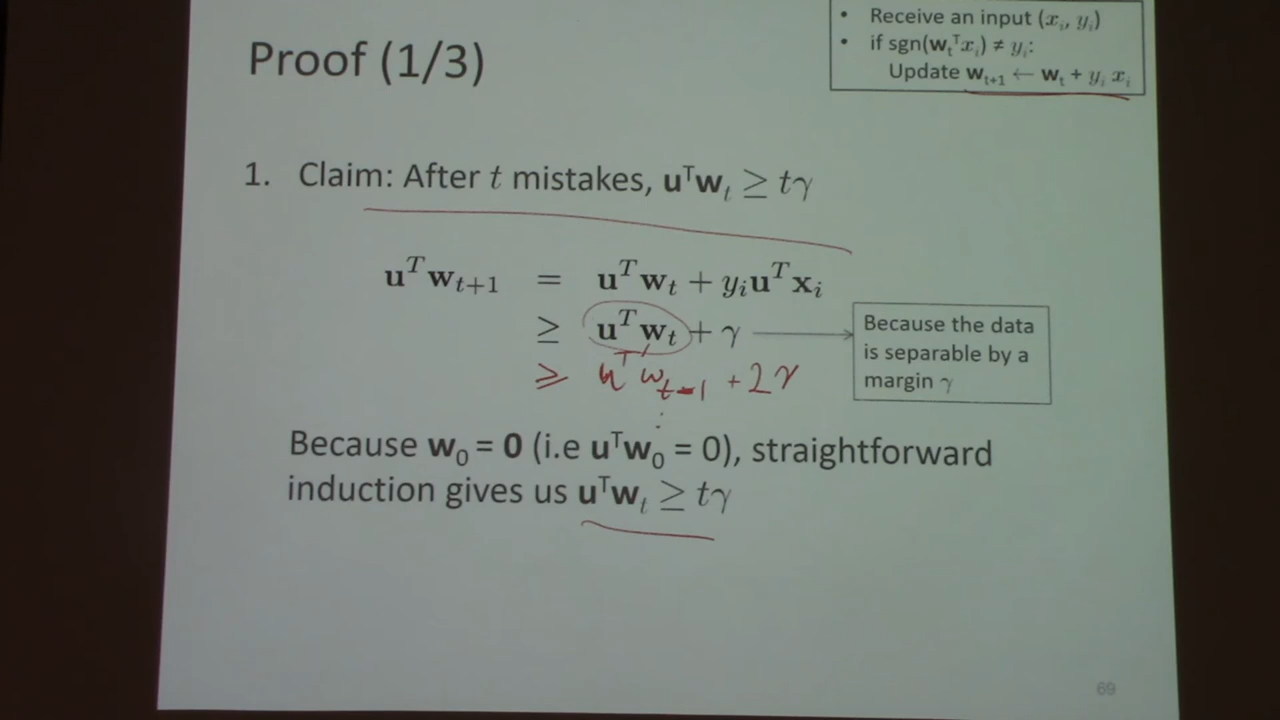 Proof (1/3)
• Receive an input (xᵢ, yᵢ)
• if sgn(wₜᵀxᵢ) ≠ yᵢ:
Update wₜ₊₁ ← wₜ + yᵢ xᵢ
1. Claim: After t mistakes, uᵀwₜ ≥ tγ
uᵀwₜ₊₁ = uᵀwₜ + yᵢuᵀxᵢ
≥ uᵀwₜ + γ
Because the data
is separable by a
margin γ
≥ uᵀwₜ₋₁ + 2γ
⋮
Because w₀ = 0 (i.e uᵀw₀ = 0), straightforward
induction gives us uᵀwₜ ≥ tγ
69